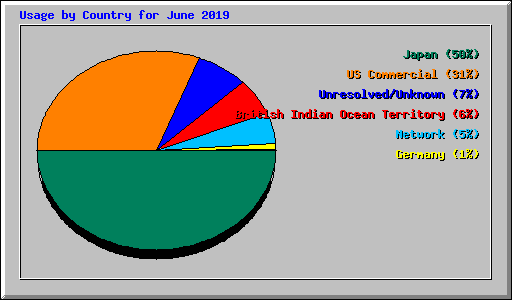 Usage by Country for June 2019
Japan (50%)
US Commercial (31%)
Unresolved/Unknown (7%)
British Indian Ocean Territory (6%)
Network (5%)
Germany (1%)